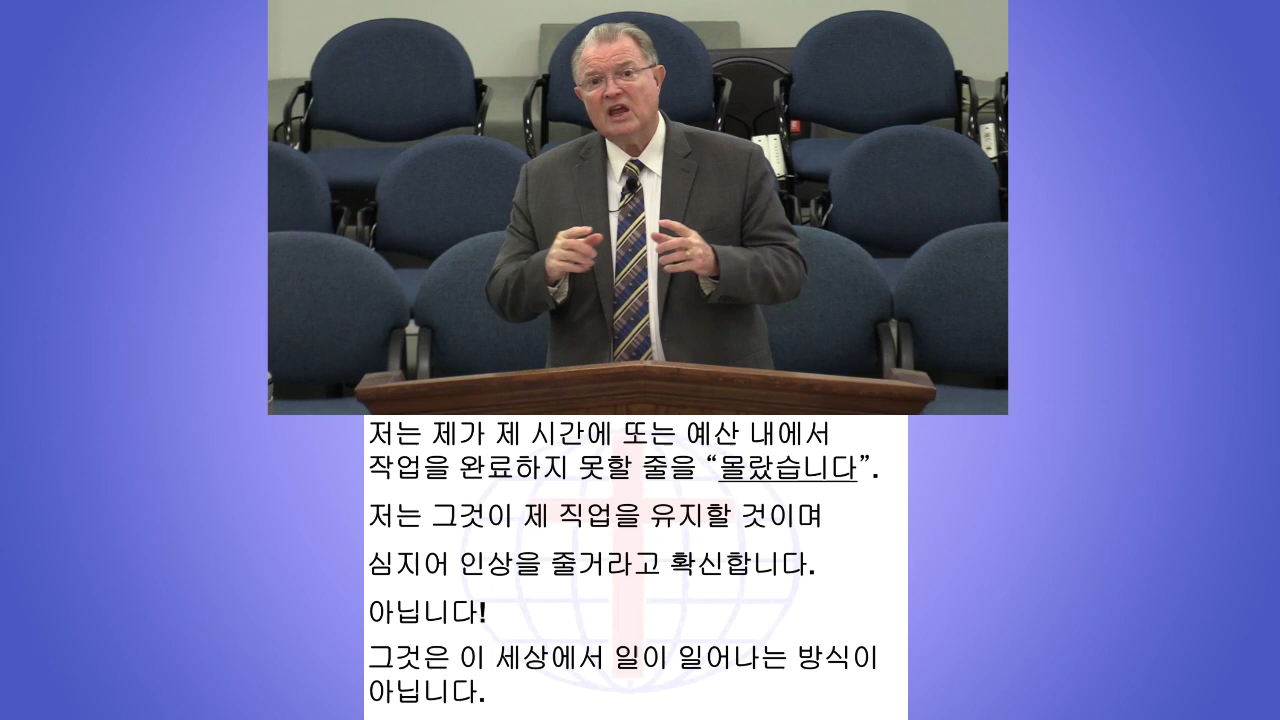 저는 제가 제 시간에 또는 예산 내에서
작업을 완료하지 못할 줄을 “몰랐습니다”.
저는 그것이 제 직업을 유지할 것이며
심지어 인상을 줄거라고 확신합니다.
아닙니다!
그것은 이 세상에서 일이 일어나는 방식이
아닙니다.